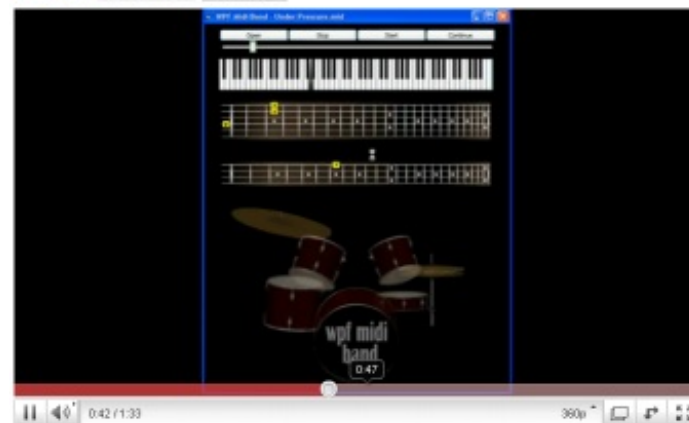 WPF Midi Band - Under Pressure.mid
Open Stop Start Continue
wpf midi
band
0:47
0:42 / 1:33
360p